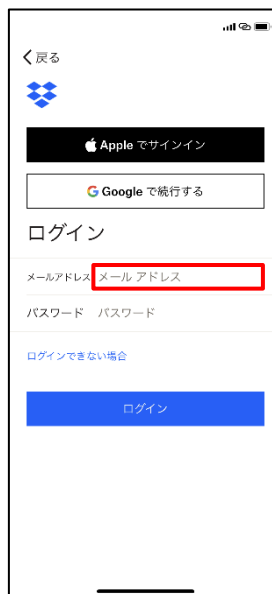 戻る
Apple でサインイン
Google で続行する
ログイン
メールアドレス メール アドレス
パスワード パスワード
ログインできない場合
ログイン